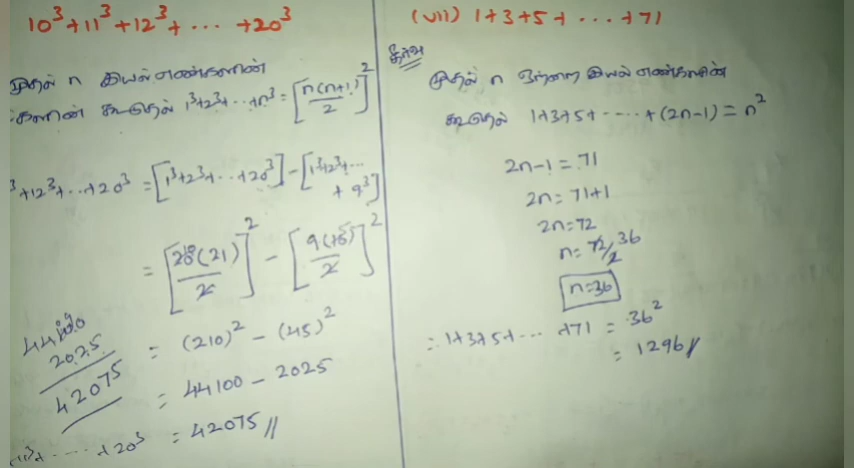 10³+11³+12³+ ... +20³
முதல் n இயல் எண்களின்
களின் கூடுதல் 1³+2³+...+n³ = [n(n+1)/2]²
³+12³+...+20³ = [1³+2³+...+20³] - [1³+2³+... + 9³]
= [20(21)/2]² - [9(10)/2]²
= (210)² - (45)²
= 44100 - 2025
44100
2025
42075
+ ... +20³ = 42075//
(vii) 1+3+5+ ... +71
தீர்வு
முதல் n ஒற்றை இயல் எண்களின்
கூடுதல் 1+3+5+ ... +(2n-1) = n²
2n-1 = 71
2n = 71+1
2n = 72
n = 72/2 36
n=36
∴ 1+3+5+ ... +71 = 36²
= 1296//